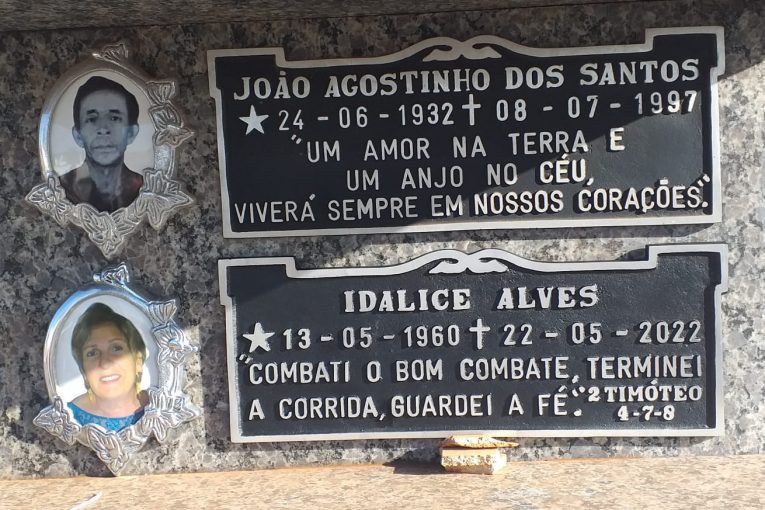 JOÃO AGOSTINHO DOS SANTOS
24 - 06 - 1932 08 - 07 - 1997
"UM AMOR NA TERRA E
UM ANJO NO CÉU,
VIVERÁ SEMPRE EM NOSSOS CORAÇÕES."
IDALICE ALVES
13 - 05 - 1960 22 - 05 - 2022
"COMBATI O BOM COMBATE, TERMINEI
A CORRIDA, GUARDEI A FÉ." 2 TIMÓTEO
4-7-8